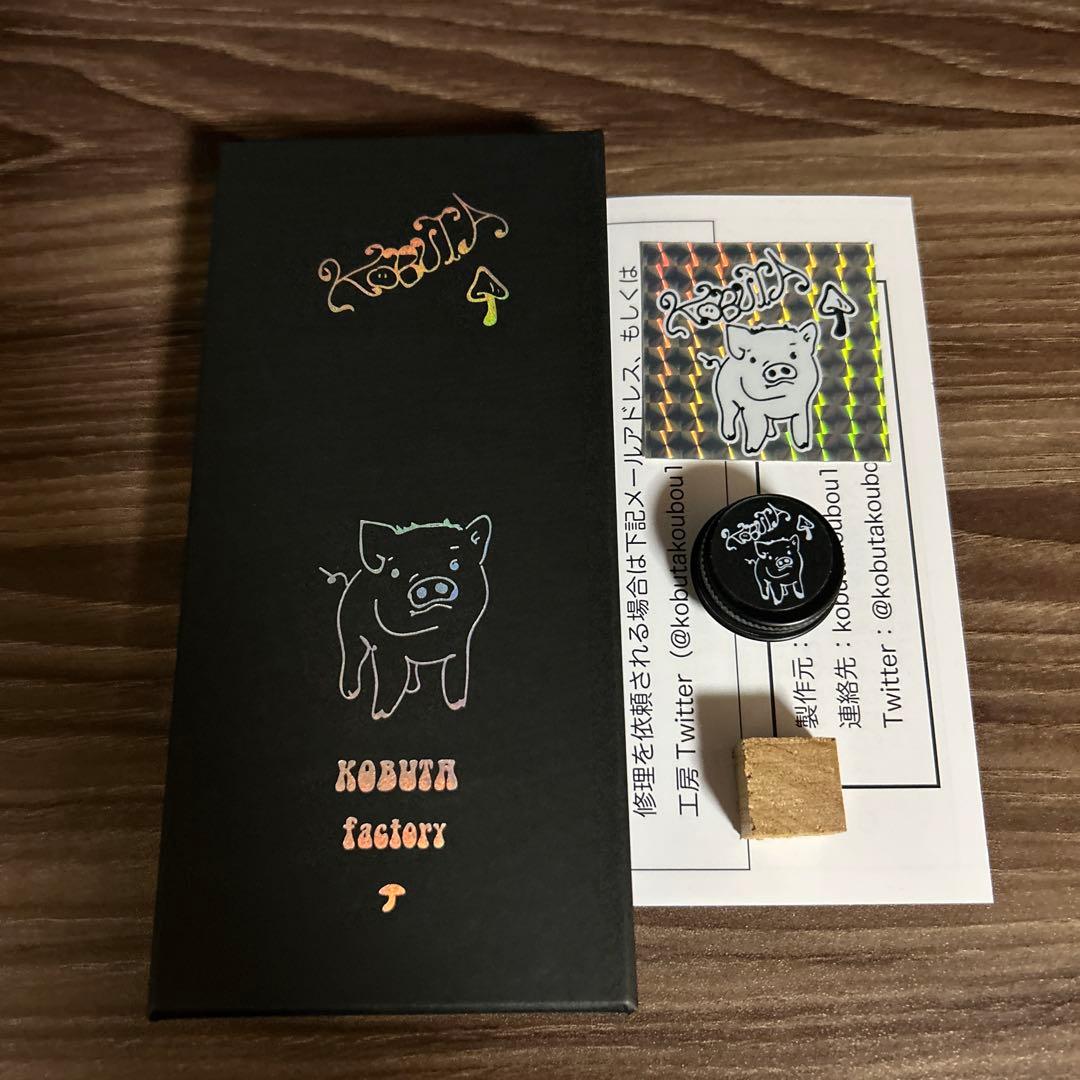 KOBUTA
KOBUTA
factory
KOBUTA
KOBUTA
修理を依頼される場合は下記メールアドレス、もしくは
工房 Twitter（@kobutakoubou1
製作元：
連絡先：kobutakoubou1
Twitter：@kobutakoubo